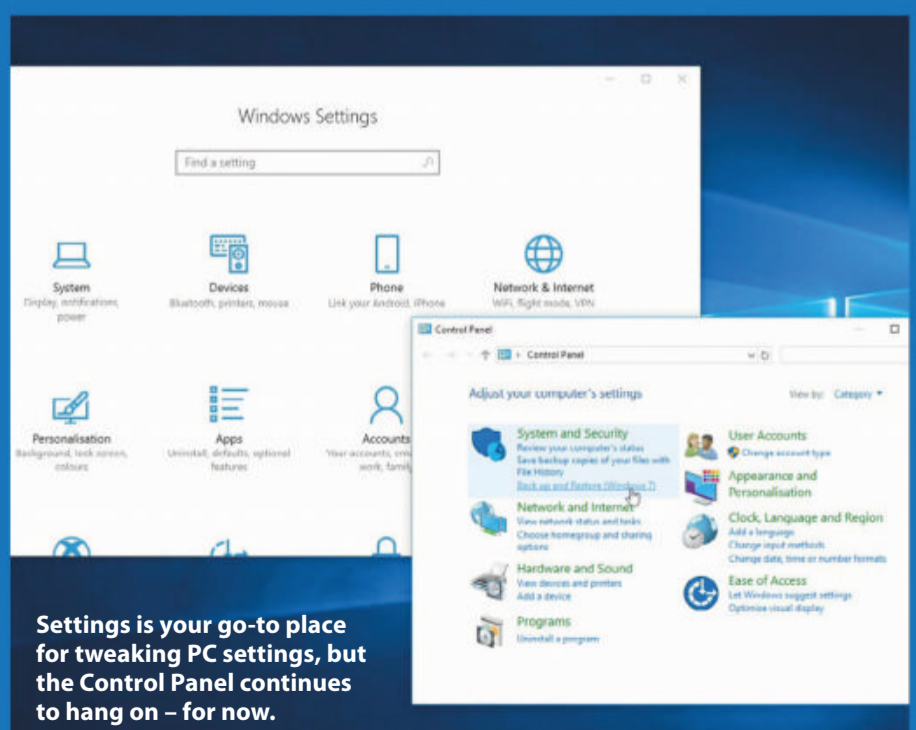 Windows Settings
Find a setting
System
Display, notifications,
power
Devices
Bluetooth, printers, mouse
Phone
Link your Android, iPhone
Network & Internet
WiFi, flight mode, VPN
Personalisation
Background, lock screen,
colours
Apps
Uninstall, defaults, optional
features
Accounts
Your accounts,
work, family
Control Panel
Control Panel
Adjust your computer's settings
View by: Category
System and Security
Review your computer's status
Save backup copies of your files with
File History
Back up and Restore (Windows 7)
Network and Internet
View network status and tasks
Choose homegroup and sharing
options
Hardware and Sound
View devices and printers
Add a device
Programs
Uninstall a program
User Accounts
Change account type
Appearance and
Personalisation
Clock, Language and Region
Add a language
Change input methods
Change date, time or number formats
Ease of Access
Let Windows suggest settings
Optimise visual display
Settings is your go-to place
for tweaking PC settings, but
the Control Panel continues
to hang on – for now.